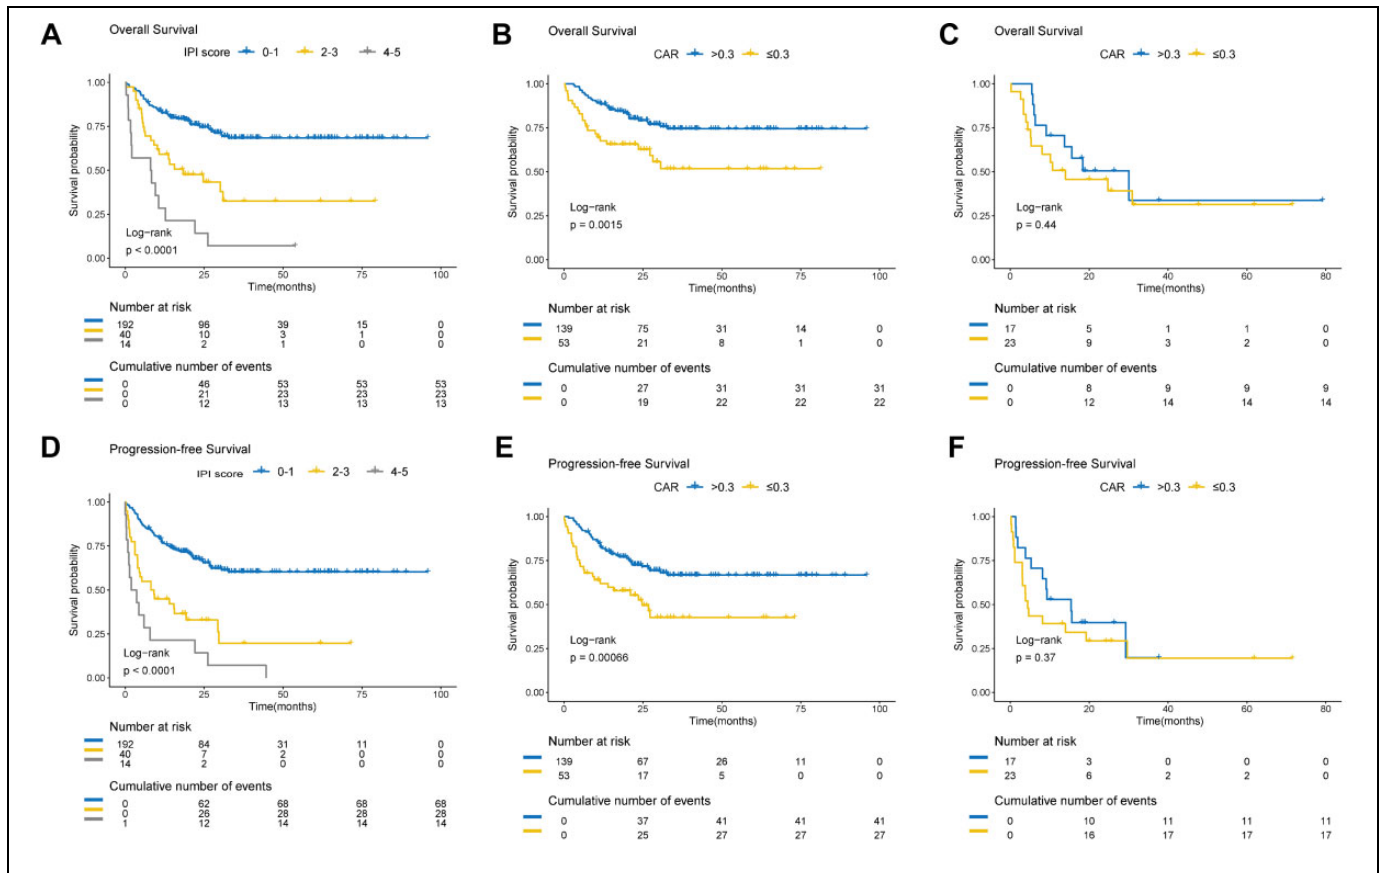 A
Overall Survival
IPI score 0-1 2-3 4-5
Survival probability
1.00
0.75
0.50
0.25
0.00
Log-rank
p < 0.0001
0 25 50 75 100
Time(months)
Number at risk
192 96 39 15 0
40 10 3 1 0
14 2 1 0 0
Cumulative number of events
0 46 53 53 53
0 21 23 23 23
0 12 13 13 13
B
Overall Survival
CAR >0.3 ≤0.3
Survival probability
1.00
0.75
0.50
0.25
0.00
Log-rank
p = 0.0015
0 25 50 75 100
Time(months)
Number at risk
139 75 31 14 0
53 21 8 1 0
Cumulative number of events
0 27 31 31 31
0 19 22 22 22
C
Overall Survival
CAR >0.3 ≤0.3
Survival probability
1.00
0.75
0.50
0.25
0.00
Log-rank
p = 0.44
0 20 40 60 80
Time(months)
Number at risk
17 5 1 1 0
23 9 3 2 0
Cumulative number of events
0 8 9 9 9
0 12 14 14 14
D
Progression-free Survival
IPI score 0-1 2-3 4-5
Survival probability
1.00
0.75
0.50
0.25
0.00
Log-rank
p < 0.0001
0 25 50 75 100
Time(months)
Number at risk
192 84 31 11 0
40 7 2 0 0
14 2 0 0 0
Cumulative number of events
0 62 68 68 68
0 26 28 28 28
1 12 14 14 14
E
Progression-free Survival
CAR >0.3 ≤0.3
Survival probability
1.00
0.75
0.50
0.25
0.00
Log-rank
p = 0.00066
0 25 50 75 100
Time(months)
Number at risk
139 67 26 11 0
53 17 5 0 0
Cumulative number of events
0 37 41 41 41
0 25 27 27 27
F
Progression-free Survival
CAR >0.3 ≤0.3
Survival probability
1.00
0.75
0.50
0.25
0.00
Log-rank
p = 0.37
0 20 40 60 80
Time(months)
Number at risk
17 3 0 0 0
23 6 2 2 0
Cumulative number of events
0 10 11 11 11
0 16 17 17 17